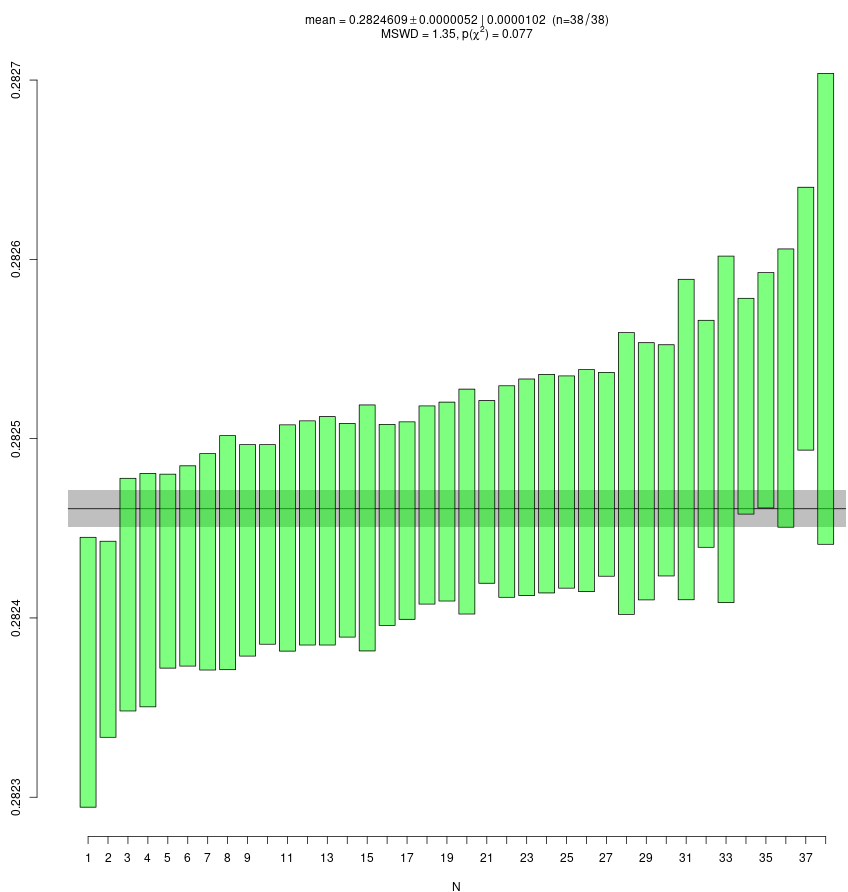 mean = 0.2824609 ± 0.0000052 | 0.0000102 (n=38/38)
MSWD = 1.35, p(χ²) = 0.077
0.2827
0.2826
0.2825
0.2824
0.2823
1 2 3 4 5 6 7 8 9 11 13 15 17 19 21 23 25 27 29 31 33 35 37
N